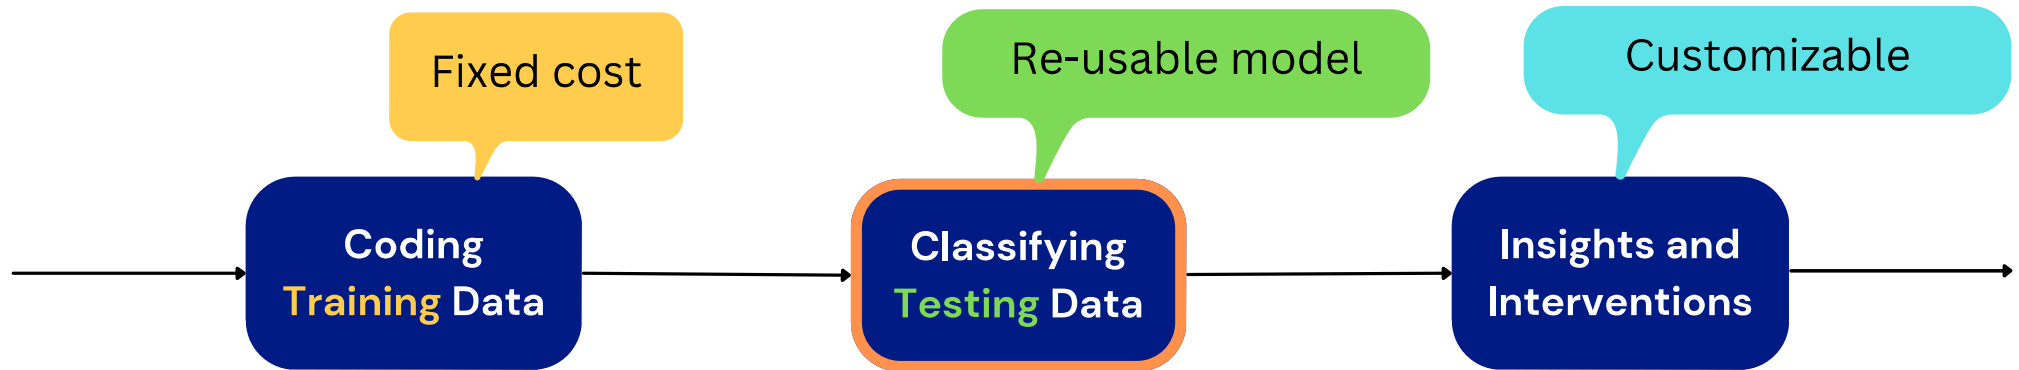 Fixed cost
Re-usable model
Customizable
Coding
Training Data
Classifying
Testing Data
Insights and
Interventions